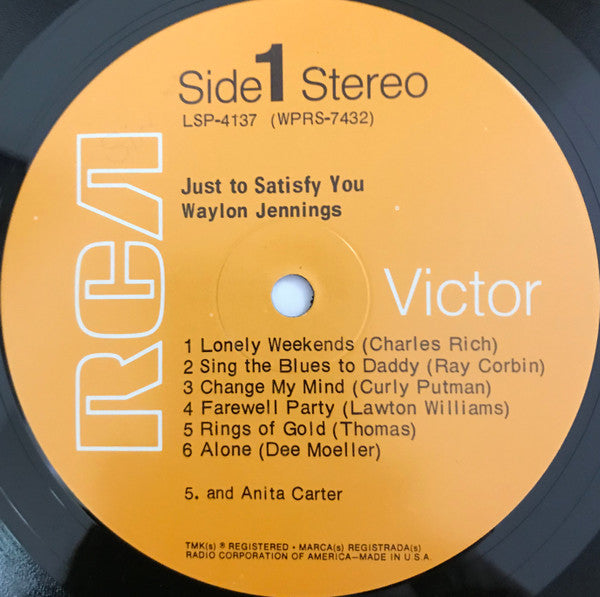 Side 1 Stereo
LSP-4137 (WPRS-7432)
Just to Satisfy You
Waylon Jennings
RCA
Victor
1 Lonely Weekends (Charles Rich)
2 Sing the Blues to Daddy (Ray Corbin)
3 Change My Mind (Curly Putman)
4 Farewell Party (Lawton Williams)
5 Rings of Gold (Thomas)
6 Alone (Dee Moeller)
5. and Anita Carter
TMK(s) ® REGISTERED • MARCA(s) REGISTRADA(s)
RADIO CORPORATION OF AMERICA—MADE IN U.S.A.